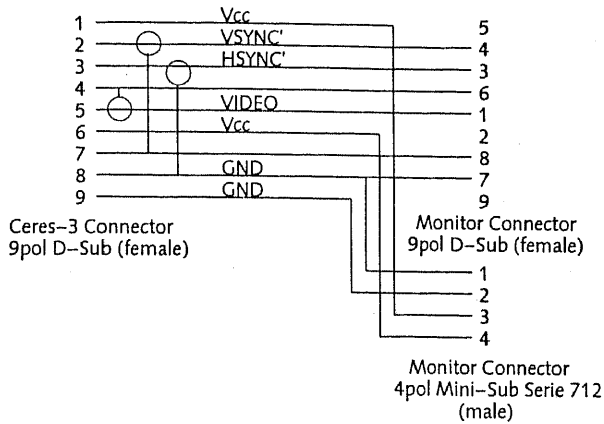 1 Vcc 5
2 VSYNC' 4
3 HSYNC' 3
4 6
5 VIDEO 1
6 Vcc 2
7 8
8 GND 7
9 GND 9
Ceres-3 Connector
9pol D-Sub (female)
Monitor Connector
9pol D-Sub (female)
1
2
3
4
Monitor Connector
4pol Mini-Sub Serie 712
(male)